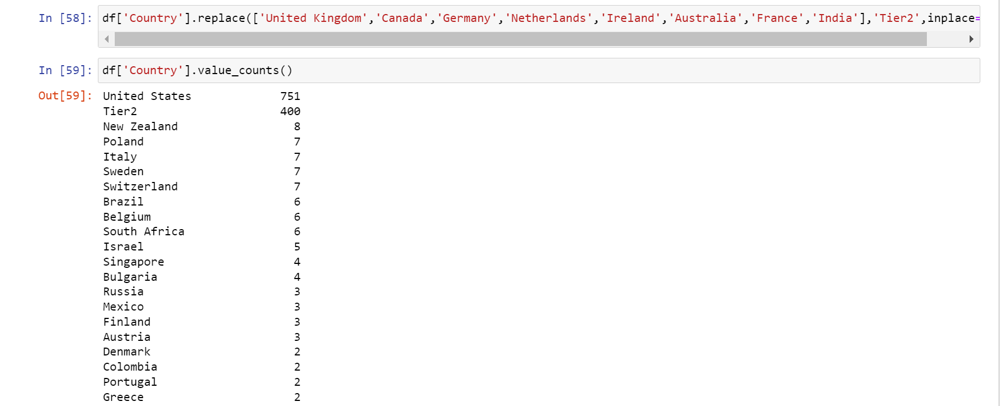 In [58]: df['Country'].replace(['United Kingdom','Canada','Germany','Netherlands','Ireland','Australia','France','India'],'Tier2',inplace=
In [59]: df['Country'].value_counts()
Out[59]: United States 751
Tier2 400
New Zealand 8
Poland 7
Italy 7
Sweden 7
Switzerland 7
Brazil 6
Belgium 6
South Africa 6
Israel 5
Singapore 4
Bulgaria 4
Russia 3
Mexico 3
Finland 3
Austria 3
Denmark 2
Colombia 2
Portugal 2
Greece 2